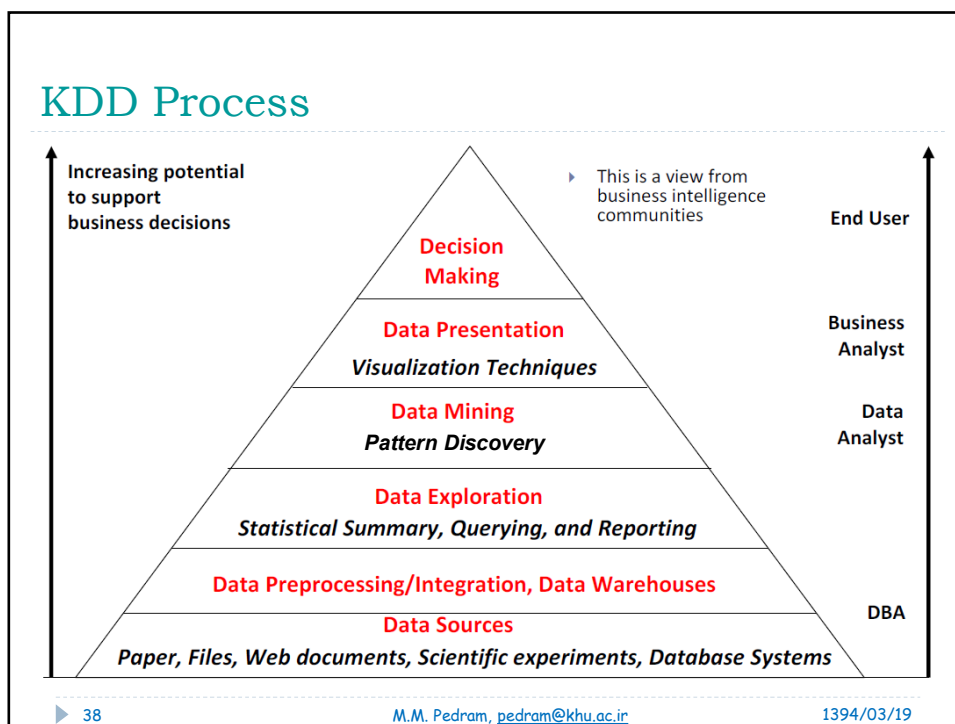 KDD Process
Increasing potential
to support
business decisions
This is a view from
business intelligence
communities
End User
Decision
Making
Data Presentation
Visualization Techniques
Business
Analyst
Data Mining
Pattern Discovery
Data
Analyst
Data Exploration
Statistical Summary, Querying, and Reporting
Data Preprocessing/Integration, Data Warehouses
DBA
Data Sources
Paper, Files, Web documents, Scientific experiments, Database Systems
38
M.M. Pedram, pedram@khu.ac.ir
1394/03/19